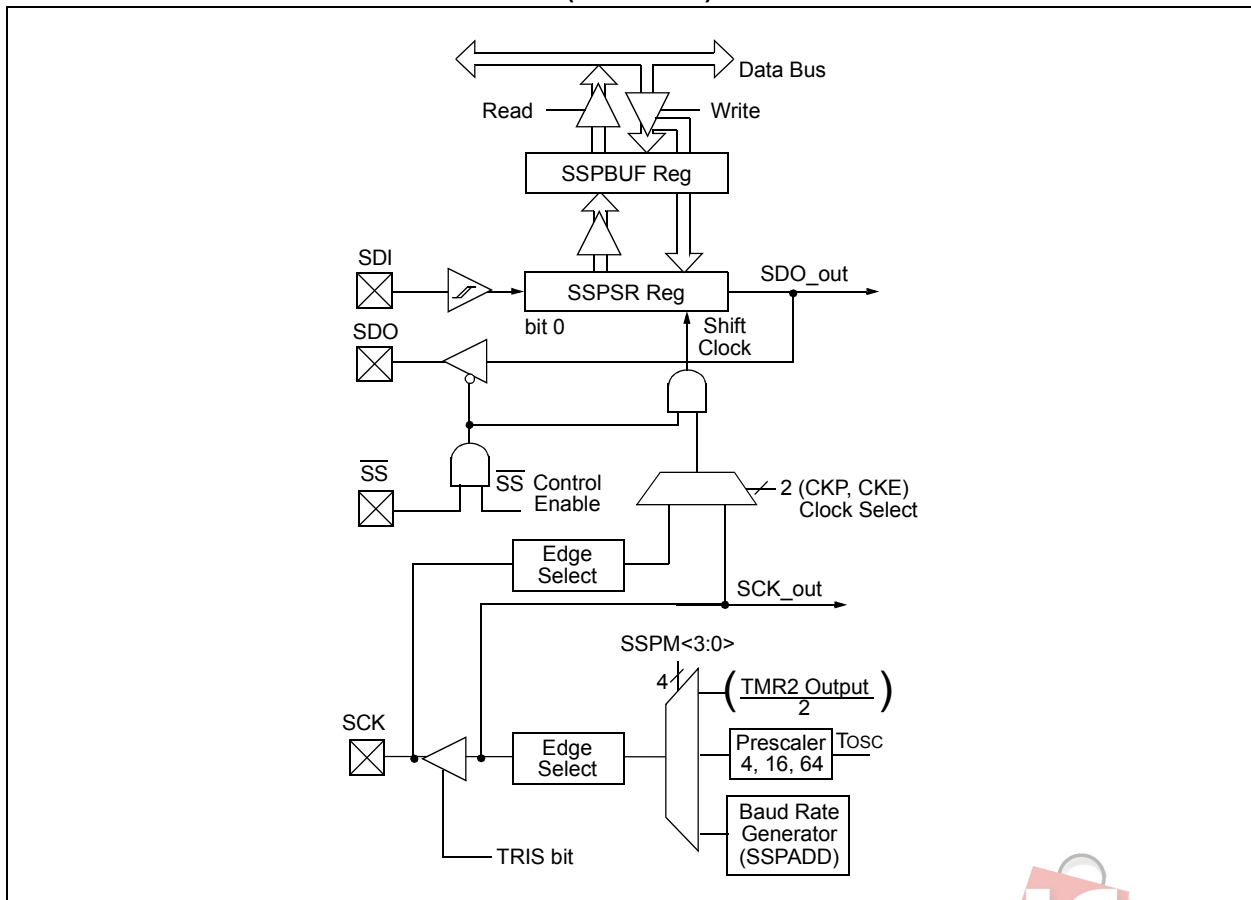 Data Bus
Read
Write
SSPBUF Reg
SDI
SSPSR Reg
SDO_out
bit 0
Shift
Clock
SDO
SS
SS Control
Enable
2 (CKP, CKE)
Clock Select
Edge
Select
SCK_out
SSPM<3:0>
4
(TMR2 Output)
2
SCK
Edge
Select
Prescaler
4, 16, 64
TOSC
Baud Rate
Generator
(SSPADD)
TRIS bit